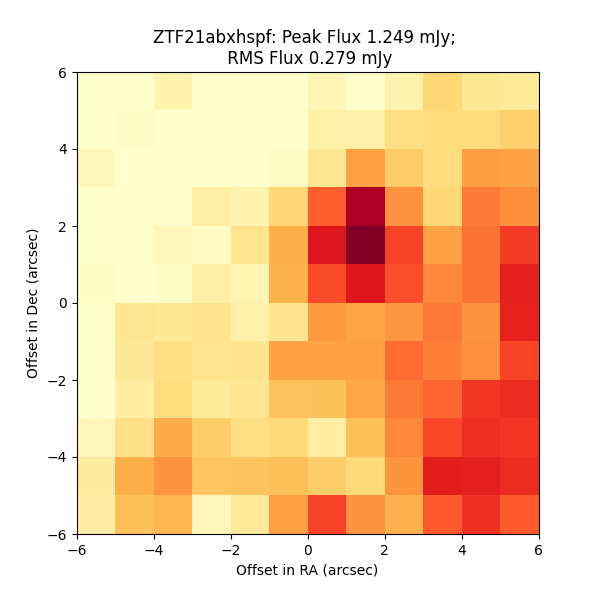 ZTF21abxhspf: Peak Flux 1.249 mJy;
RMS Flux 0.279 mJy
6
4
2
0
−2
−4
−6
Offset in Dec (arcsec)
−6 −4 −2 0 2 4 6
Offset in RA (arcsec)